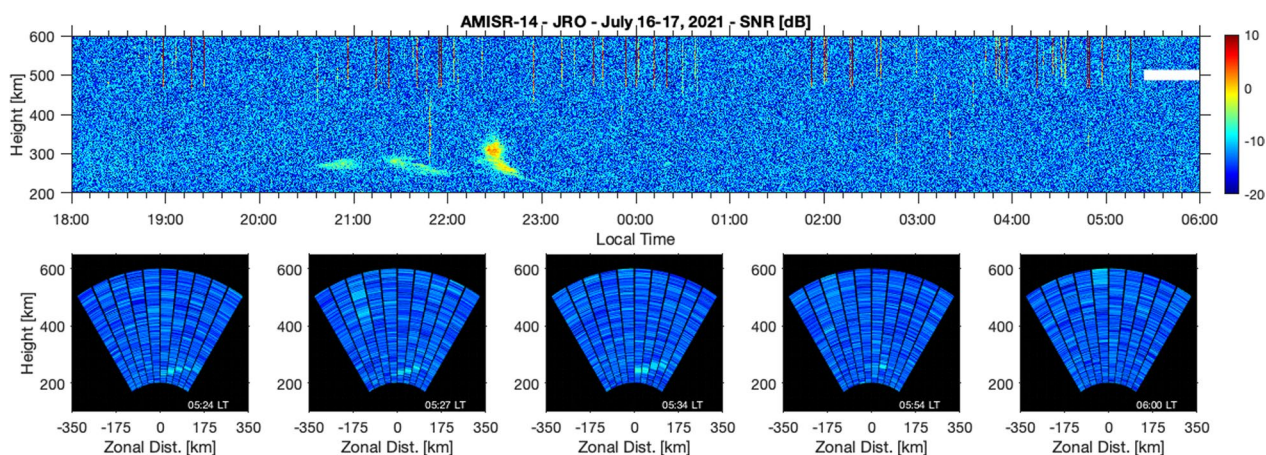 AMISR-14 - JRO - July 16-17, 2021 - SNR [dB]
600
500
400
300
200
Height [km]
18:00 19:00 20:00 21:00 22:00 23:00 00:00 01:00 02:00 03:00 04:00 05:00 06:00
Local Time
10
0
-10
-20
600
400
200
Height [km]
05:24 LT
-350 -175 0 175 350
Zonal Dist. [km]
600
400
200
05:27 LT
-350 -175 0 175 350
Zonal Dist. [km]
600
400
200
05:34 LT
-350 -175 0 175 350
Zonal Dist. [km]
600
400
200
05:54 LT
-350 -175 0 175 350
Zonal Dist. [km]
600
400
200
06:00 LT
-350 -175 0 175 350
Zonal Dist. [km]